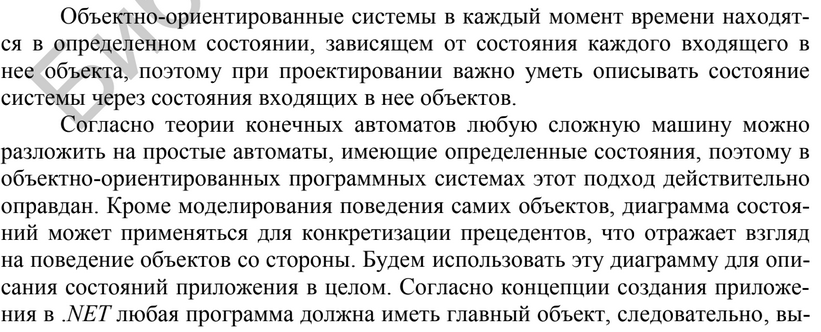 Объектно-ориентированные системы в каждый момент времени находят-
ся в определенном состоянии, зависящем от состояния каждого входящего в
нее объекта, поэтому при проектировании важно уметь описывать состояние
системы через состояния входящих в нее объектов.
Согласно теории конечных автоматов любую сложную машину можно
разложить на простые автоматы, имеющие определенные состояния, поэтому в
объектно-ориентированных программных системах этот подход действительно
оправдан. Кроме моделирования поведения самих объектов, диаграмма состоя-
ний может применяться для конкретизации прецедентов, что отражает взгляд
на поведение объектов со стороны. Будем использовать эту диаграмму для опи-
сания состояний приложения в целом. Согласно концепции создания приложе-
ния в .NET любая программа должна иметь главный объект, следовательно, вы-